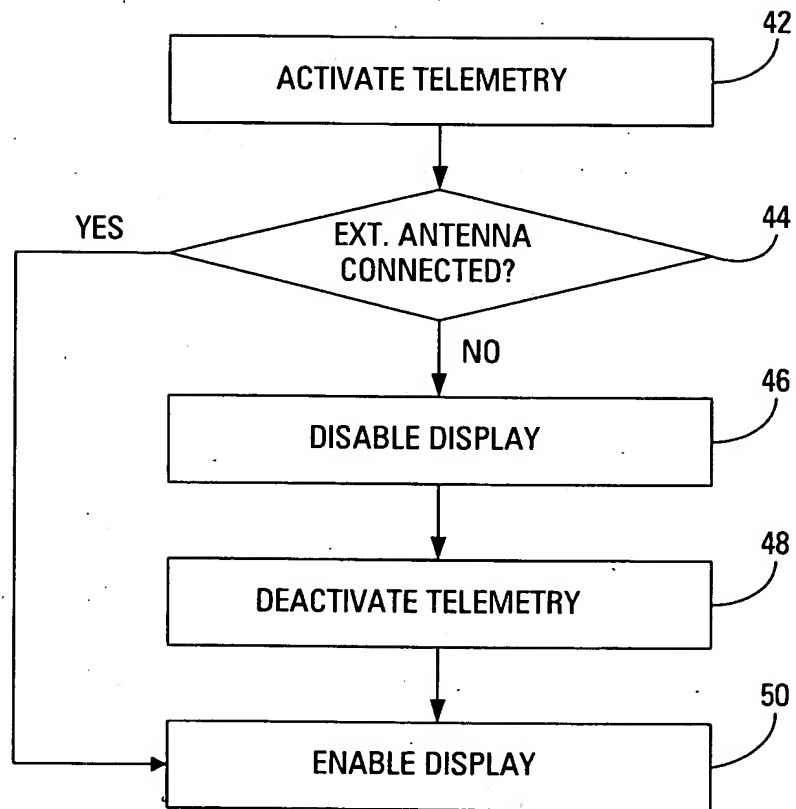 42
ACTIVATE TELEMETRY
YES
EXT. ANTENNA
CONNECTED?
44
NO
46
DISABLE DISPLAY
48
DEACTIVATE TELEMETRY
50
ENABLE DISPLAY